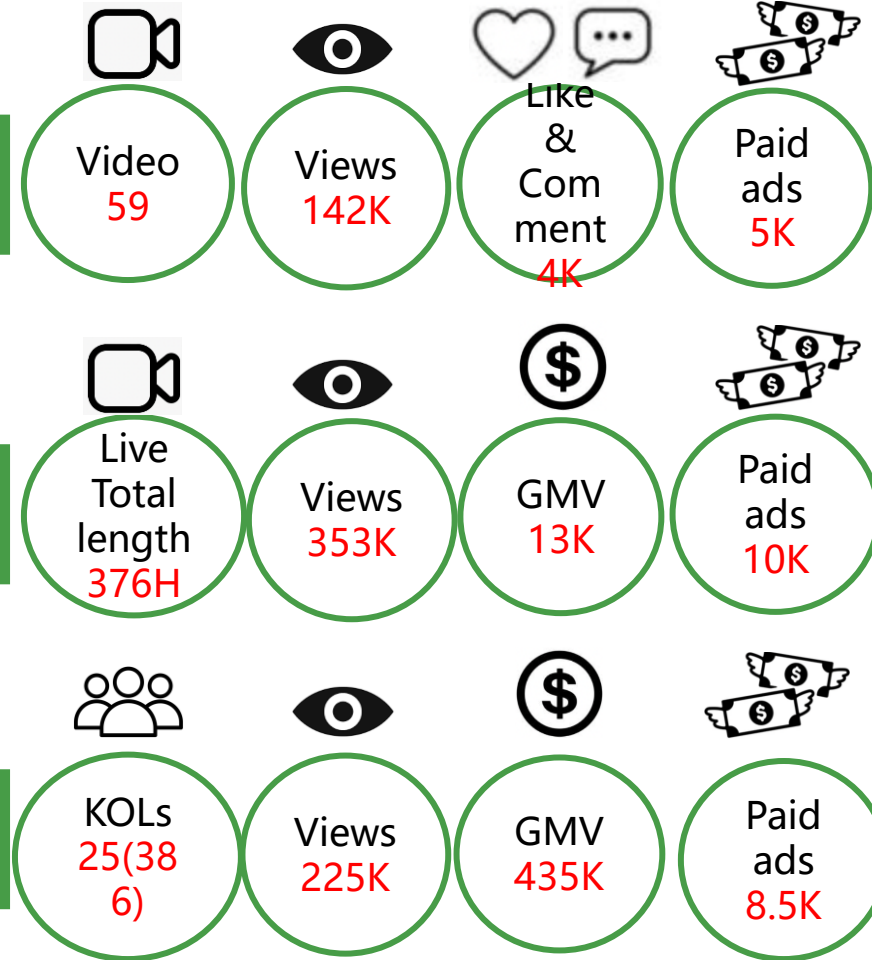 Video
59
Views
142K
Like
&
Com
ment
4K
Paid
ads
5K
Live
Total
length
376H
Views
353K
$
GMV
13K
Paid
ads
10K
KOLs
25(38
6)
Views
225K
$
GMV
435K
Paid
ads
8.5K